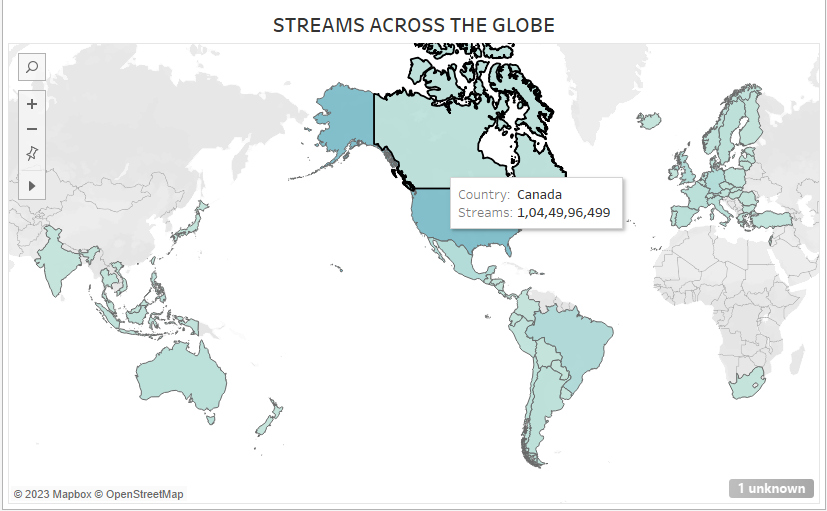 STREAMS ACROSS THE GLOBE
Country: Canada
Streams: 1,04,49,96,499
1 unknown
© 2023 Mapbox © OpenStreetMap